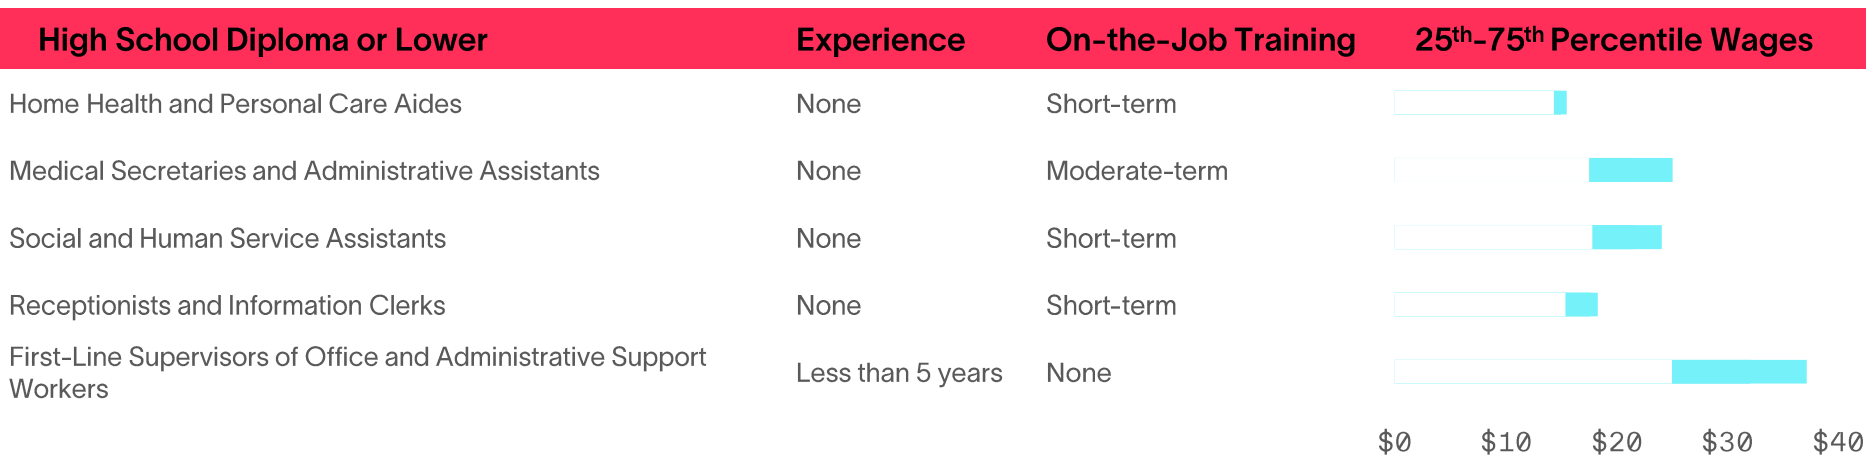 High School Diploma or Lower Experience On-the-Job Training 25th-75th Percentile Wages
Home Health and Personal Care Aides None Short-term
Medical Secretaries and Administrative Assistants None Moderate-term
Social and Human Service Assistants None Short-term
Receptionists and Information Clerks None Short-term
First-Line Supervisors of Office and Administrative Support
Workers Less than 5 years None
$0 $10 $20 $30 $40